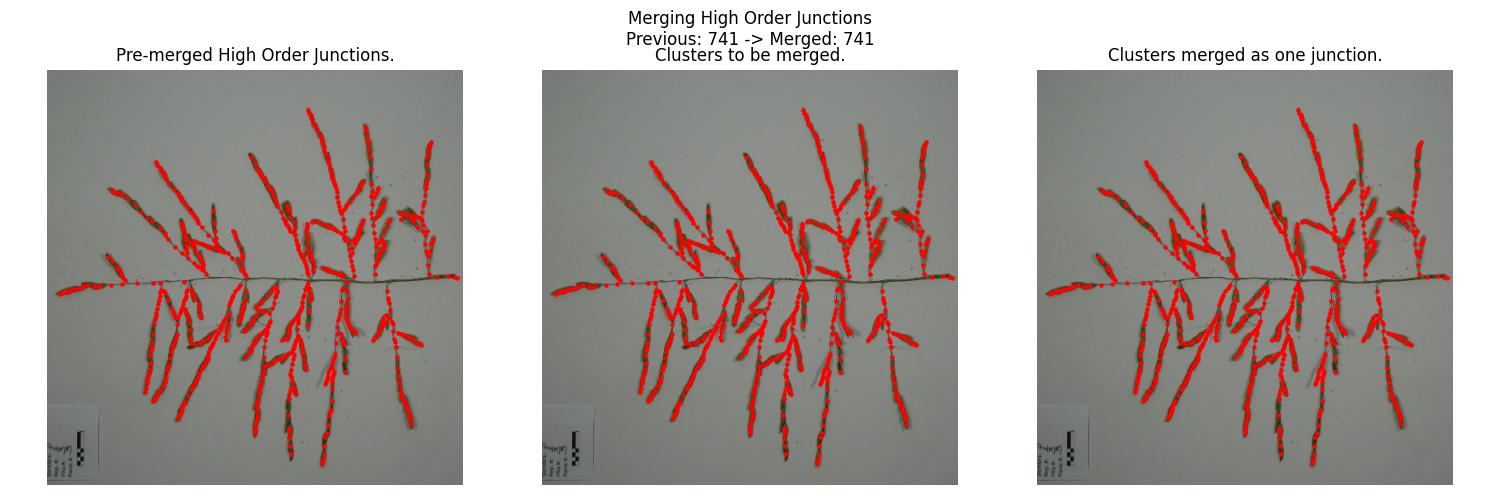 Merging High Order Junctions
Previous: 741 -> Merged: 741
Pre-merged High Order Junctions.
Clusters to be merged.
Clusters merged as one junction.